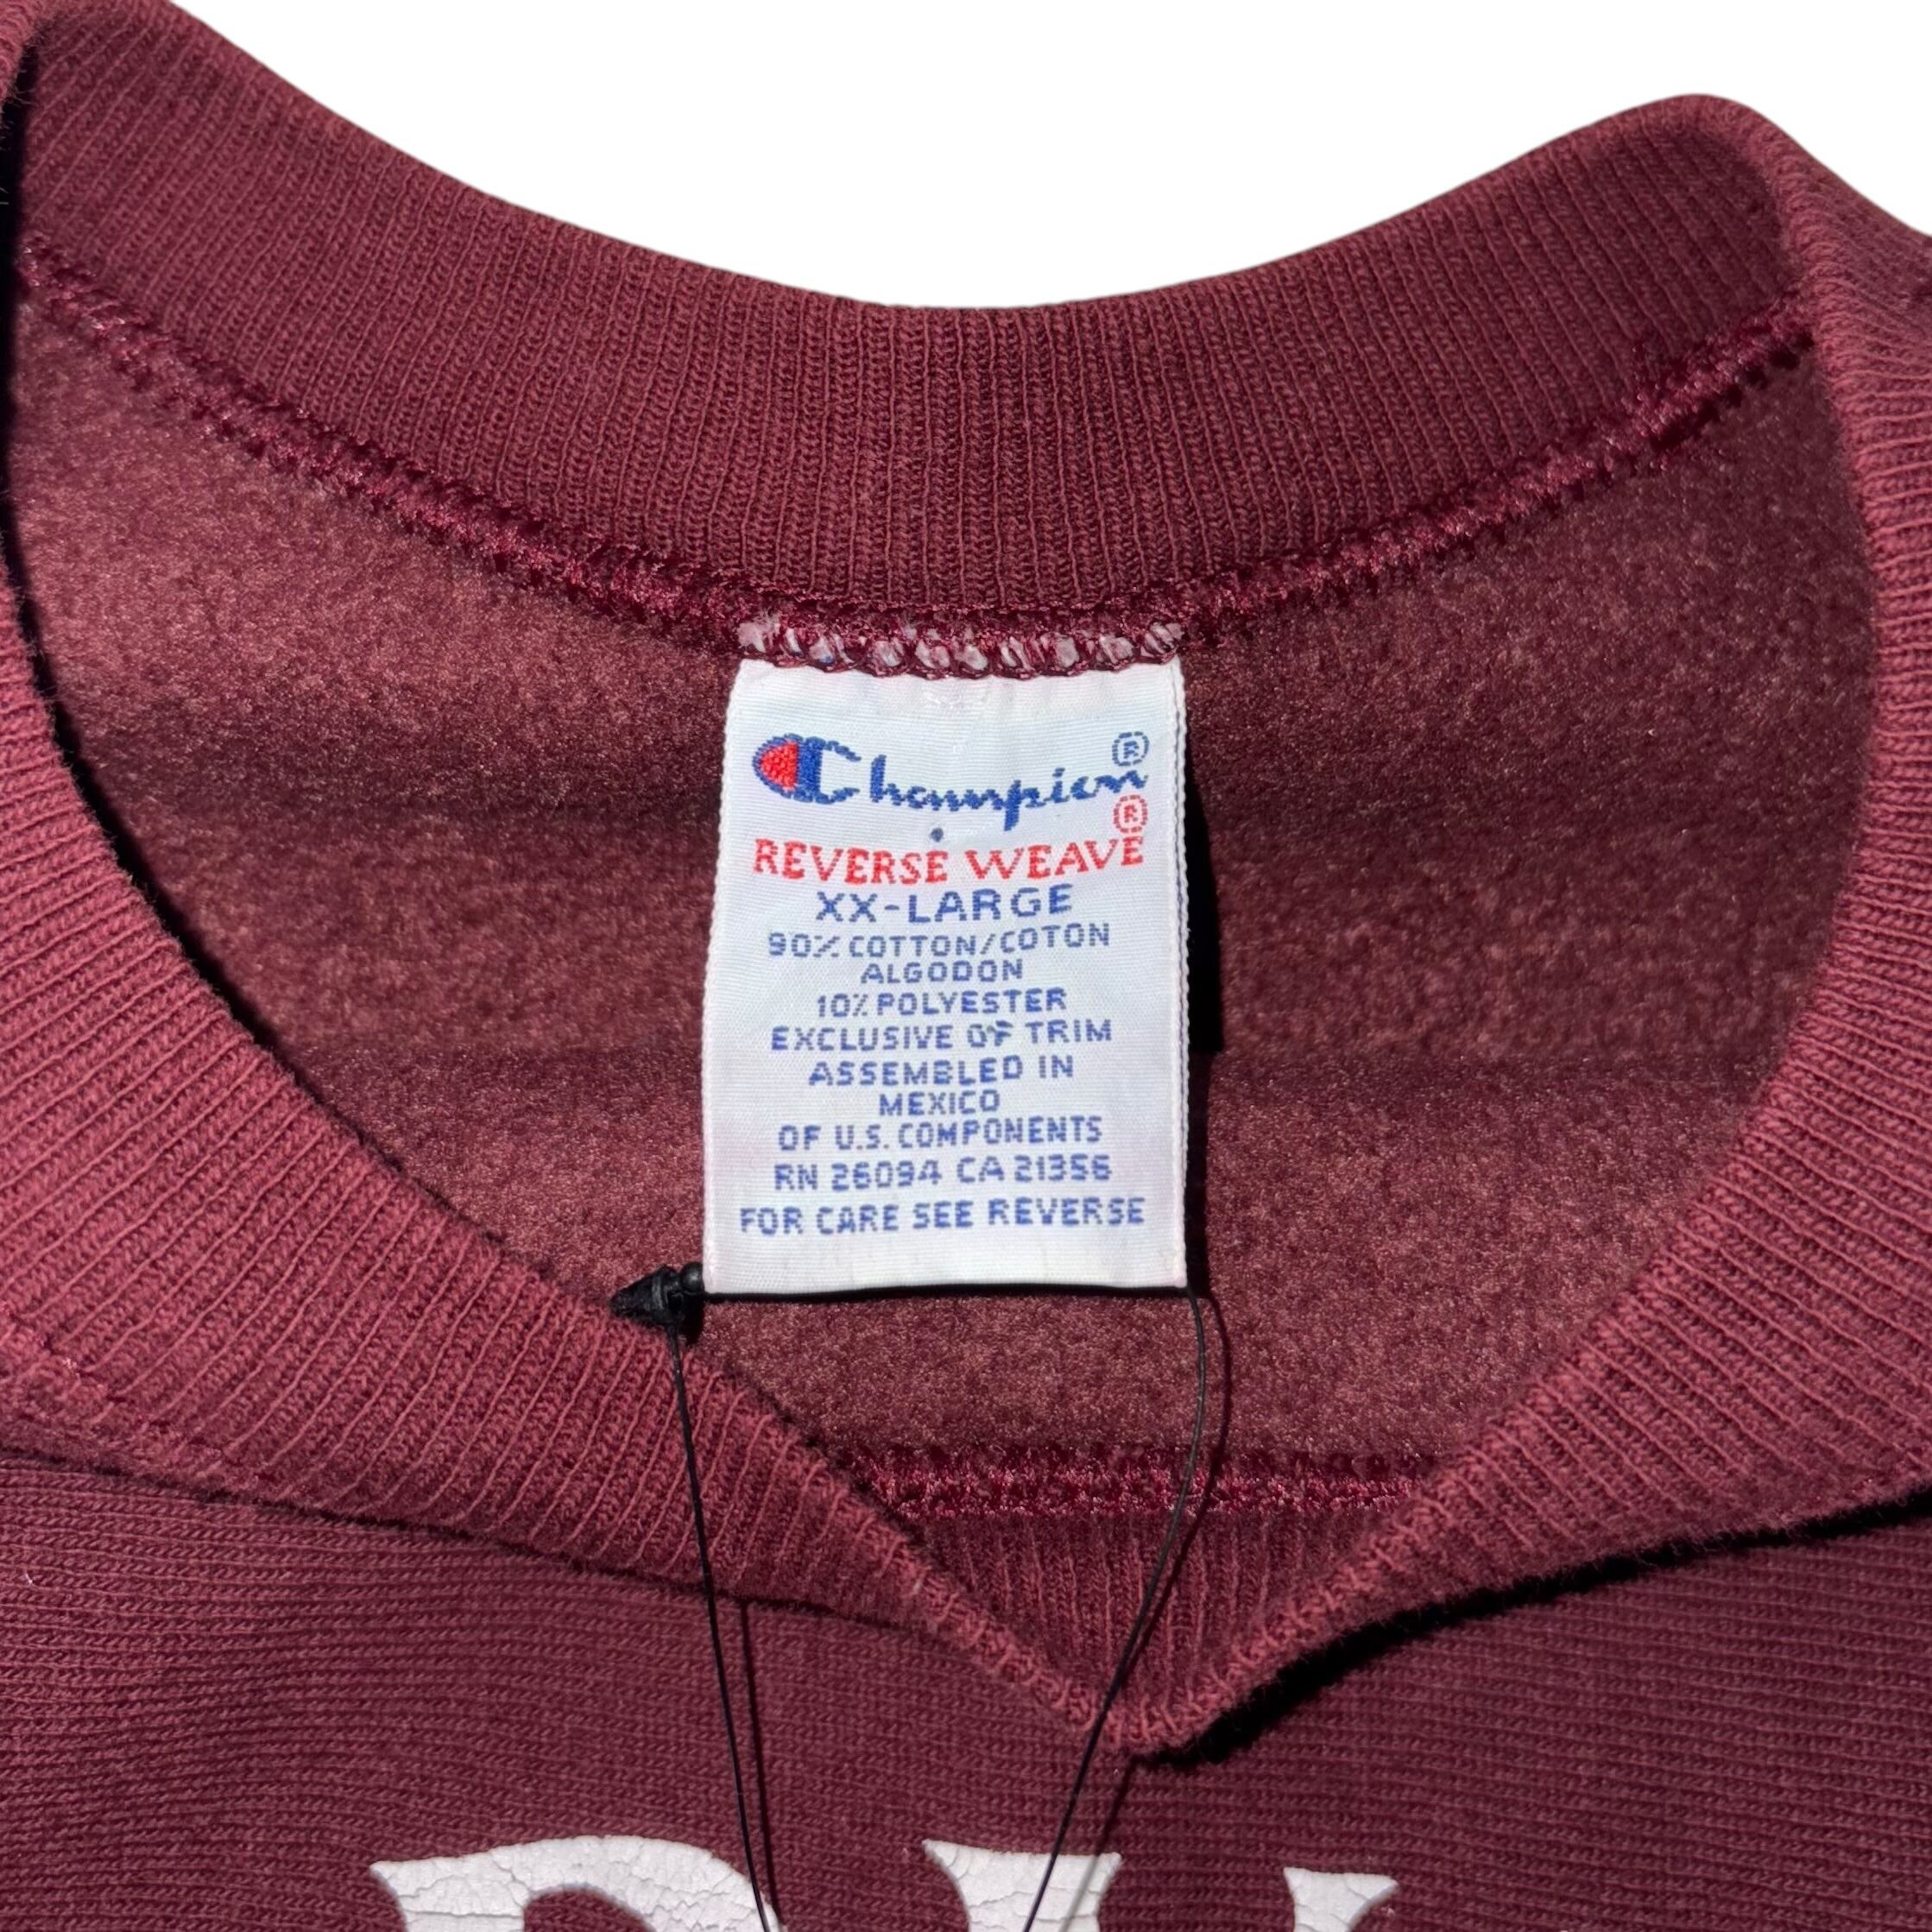 Champion®
REVERSE WEAVE®
XX-LARGE
90% COTTON/COTON
ALGODON
10% POLYESTER
EXCLUSIVE OF TRIM
ASSEMBLED IN
MEXICO
OF U.S. COMPONENTS
RN 26094 CA 21356
FOR CARE SEE REVERSE